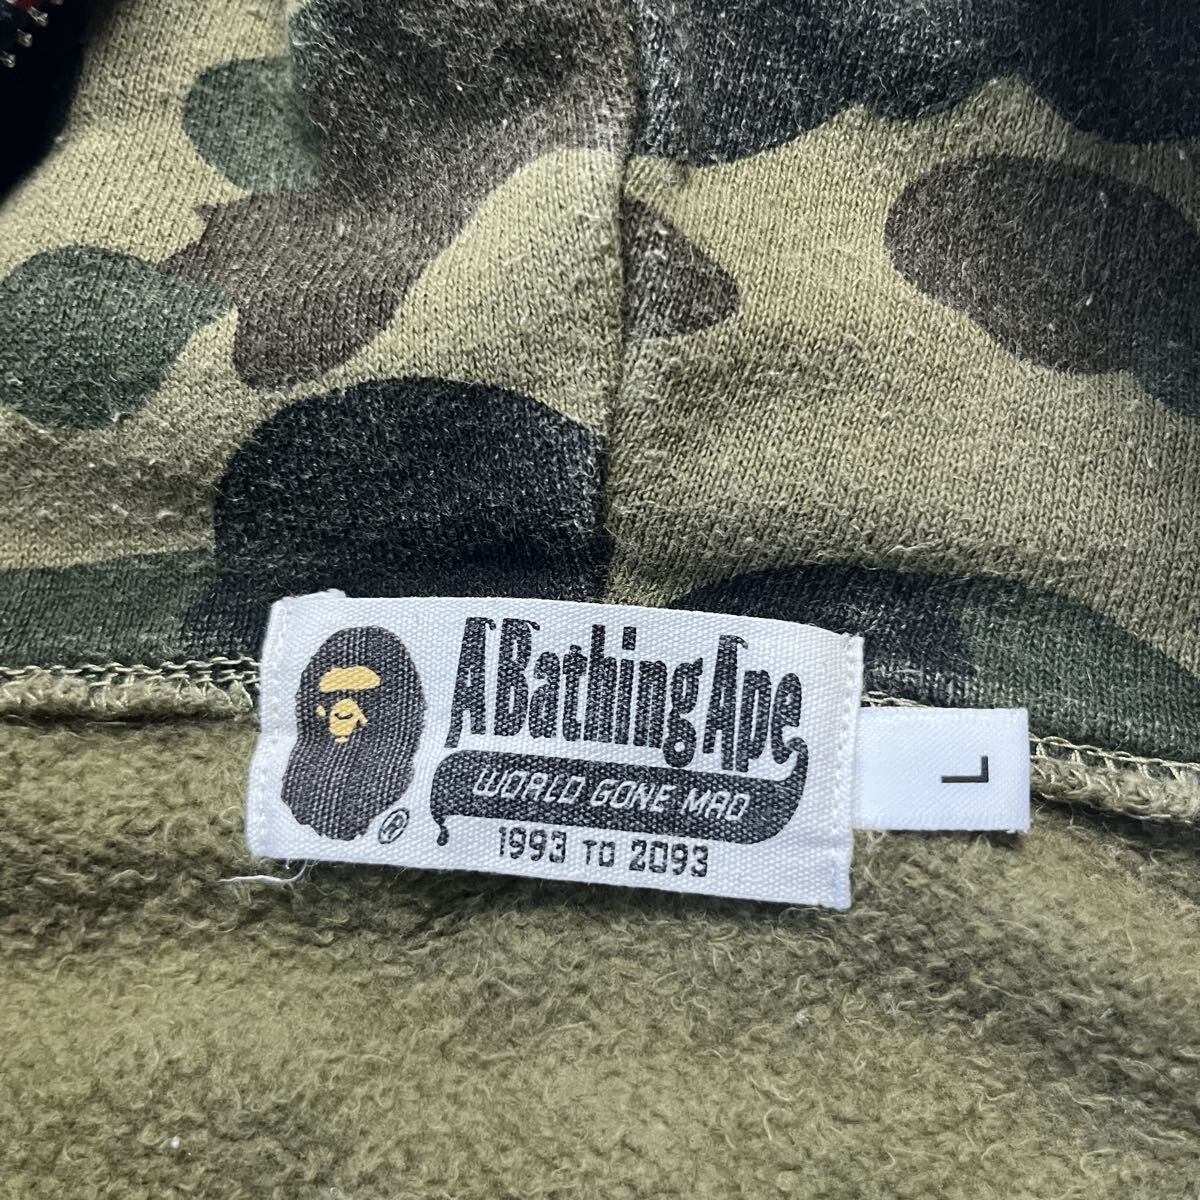 A Bathing Ape
WORLD GONE MAD
1993 TO 2093
®
L